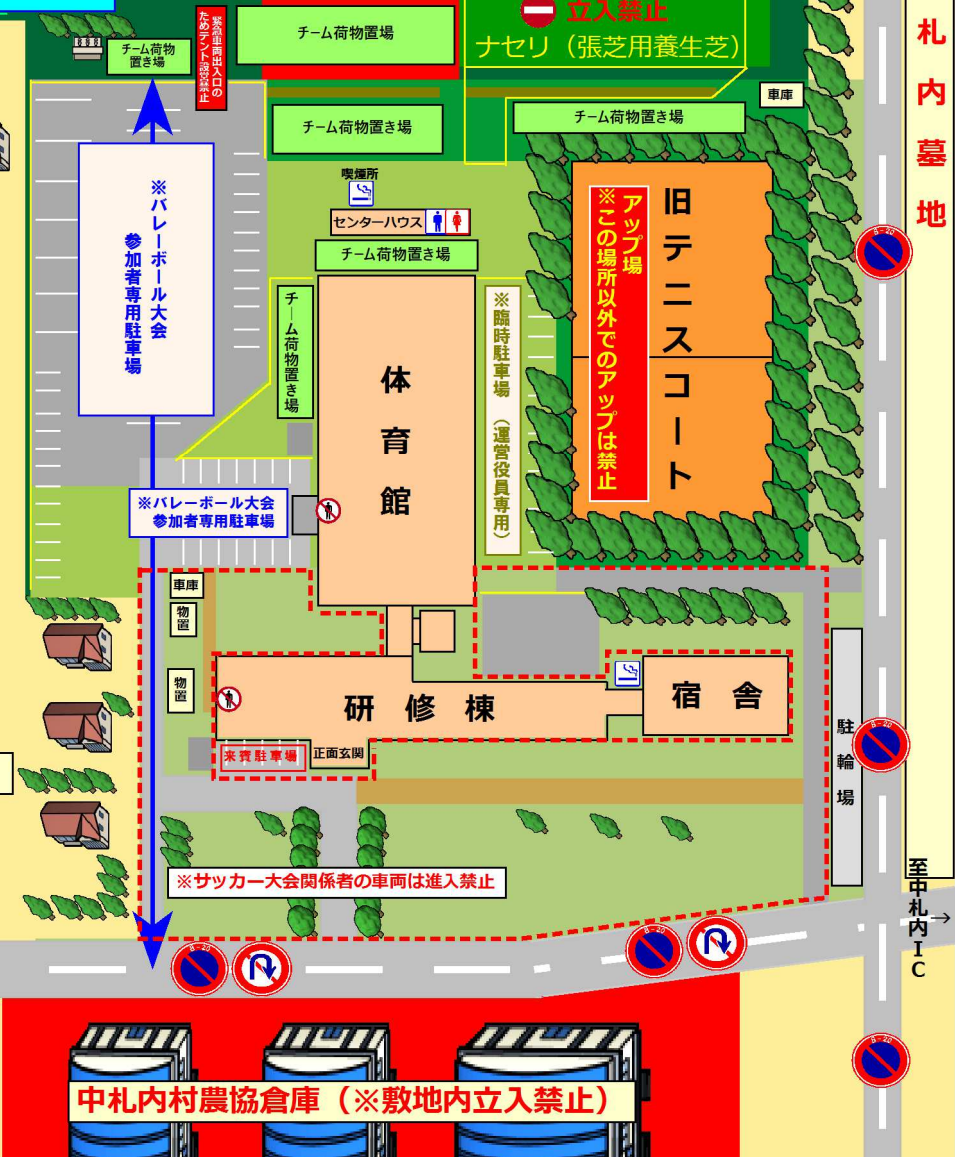 立入禁止
ナセリ（張芝用養生芝）
チーム荷物置場
チーム荷物
置き場
緊急車両出入口の
ためテント設営禁止
札内墓地
車庫
チーム荷物置き場
チーム荷物置き場
喫煙所
センターハウス
チーム荷物置き場
※バレーボール大会
参加者専用駐車場
チーム荷物置き場
体育館
※臨時駐車場　（運営役員専用）
アップ場
※この場所以外でのアップは禁止
旧テニスコート
※バレーボール大会
参加者専用駐車場
車庫
物置
物置
研修棟
宿舎
来賓駐車場
正面玄関
駐輪場
※サッカー大会関係者の車両は進入禁止
至中札内ＩＣ
→
8-20
8-20
8-20
8-20
8-20
中札内村農協倉庫（※敷地内立入禁止）